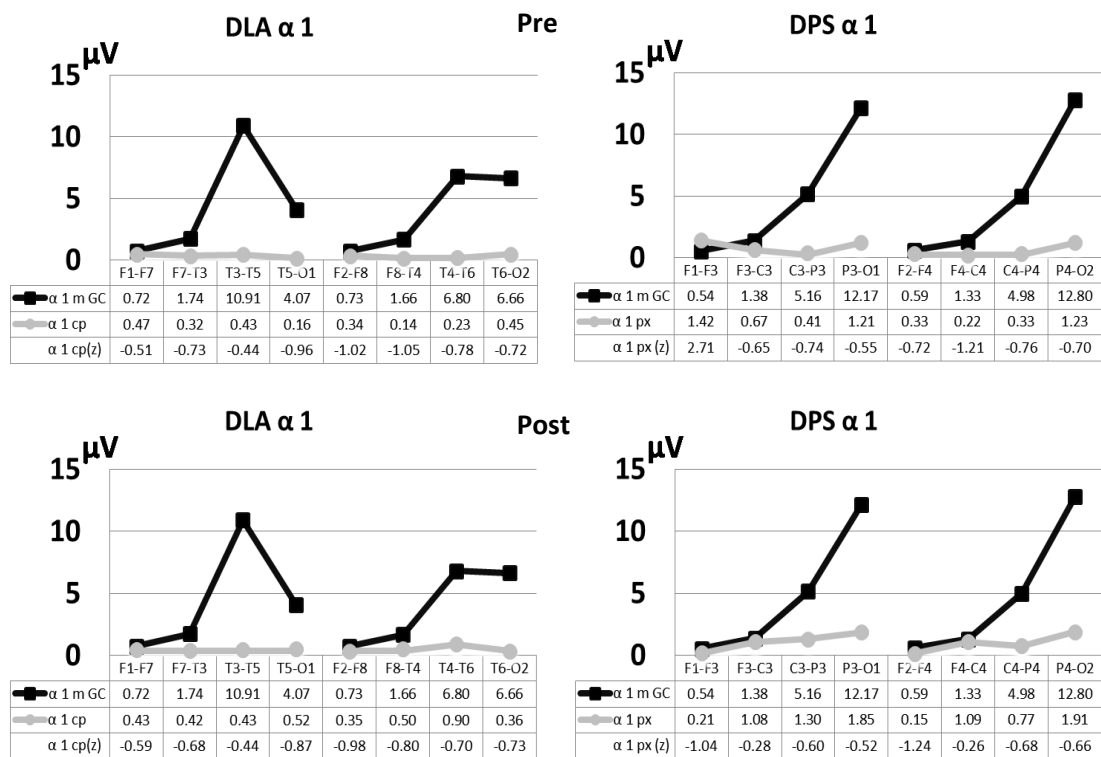 DLA α 1 Pre DPS α 1
μV
15
10
5
0
F1-F7 F7-T3 T3-T5 T5-O1 F2-F8 F8-T4 T4-T6 T6-O2
α 1 m GC 0.72 1.74 10.91 4.07 0.73 1.66 6.80 6.66
α 1 cp 0.47 0.32 0.43 0.16 0.34 0.14 0.23 0.45
α 1 cp(z) -0.51 -0.73 -0.44 -0.96 -1.02 -1.05 -0.78 -0.72
μV
15
10
5
0
F1-F3 F3-C3 C3-P3 P3-O1 F2-F4 F4-C4 C4-P4 P4-O2
α 1 m GC 0.54 1.38 5.16 12.17 0.59 1.33 4.98 12.80
α 1 px 1.42 0.67 0.41 1.21 0.33 0.22 0.33 1.23
α 1 px (z) 2.71 -0.65 -0.74 -0.55 -0.72 -1.21 -0.76 -0.70
DLA α 1 Post DPS α 1
μV
15
10
5
0
F1-F7 F7-T3 T3-T5 T5-O1 F2-F8 F8-T4 T4-T6 T6-O2
α 1 m GC 0.72 1.74 10.91 4.07 0.73 1.66 6.80 6.66
α 1 cp 0.43 0.42 0.43 0.52 0.35 0.50 0.90 0.36
α 1 cp(z) -0.59 -0.68 -0.44 -0.87 -0.98 -0.80 -0.70 -0.73
μV
15
10
5
0
F1-F3 F3-C3 C3-P3 P3-O1 F2-F4 F4-C4 C4-P4 P4-O2
α 1 m GC 0.54 1.38 5.16 12.17 0.59 1.33 4.98 12.80
α 1 px 0.21 1.08 1.30 1.85 0.15 1.09 0.77 1.91
α 1 px (z) -1.04 -0.28 -0.60 -0.52 -1.24 -0.26 -0.68 -0.66